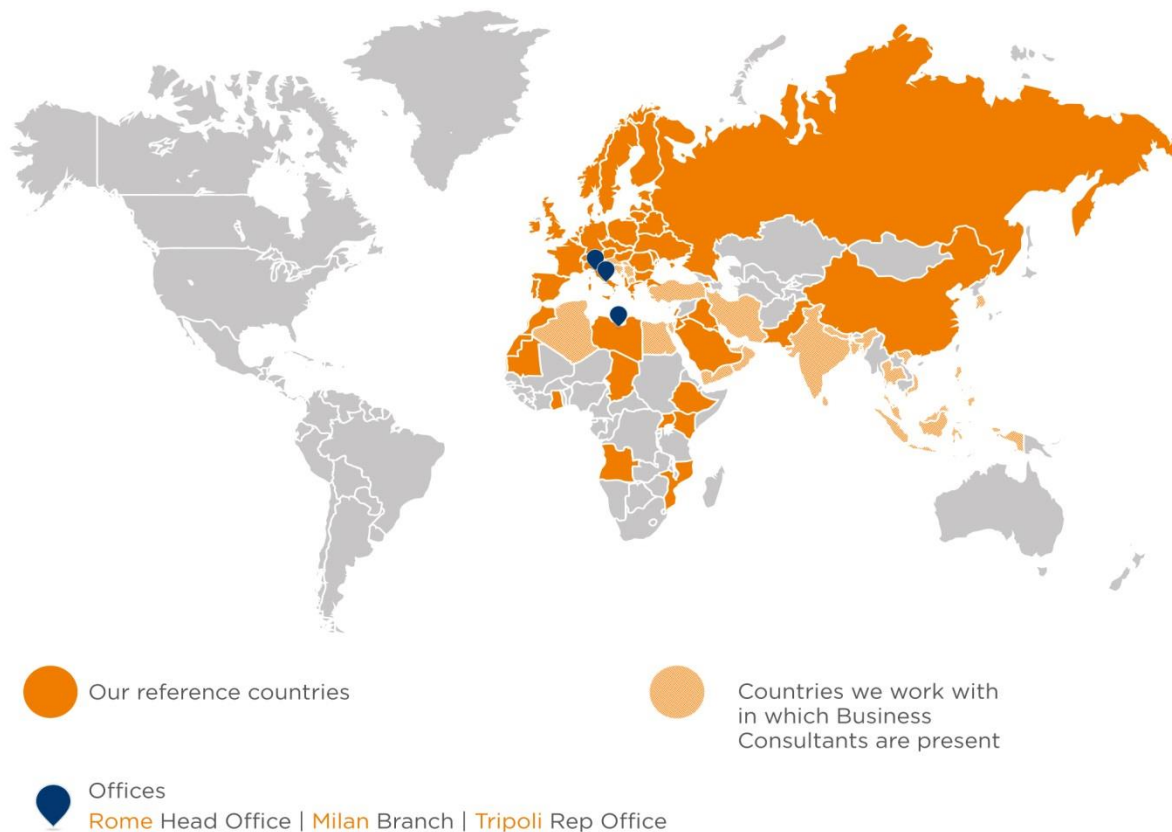 Our reference countries
Countries we work with
in which Business
Consultants are present
Offices
Rome Head Office | Milan Branch | Tripoli Rep Office